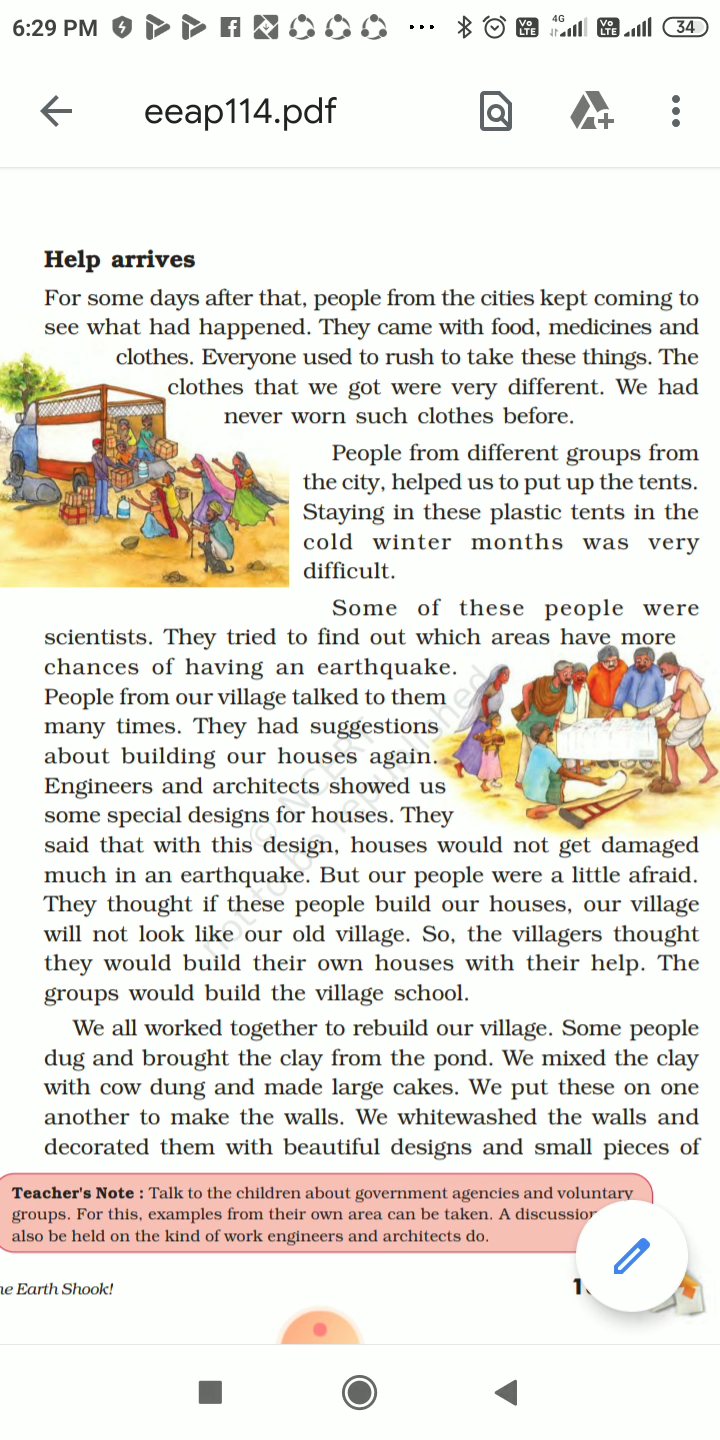 6:29 PM
4G
Vo LTE
Vo LTE
34
eeap114.pdf
Help arrives
For some days after that, people from the cities kept coming to
see what had happened. They came with food, medicines and
clothes. Everyone used to rush to take these things. The
clothes that we got were very different. We had
never worn such clothes before.
People from different groups from
the city, helped us to put up the tents.
Staying in these plastic tents in the
cold winter months was very
difficult.
Some of these people were
scientists. They tried to find out which areas have more
chances of having an earthquake.
People from our village talked to them
many times. They had suggestions
about building our houses again.
Engineers and architects showed us
some special designs for houses. They
said that with this design, houses would not get damaged
much in an earthquake. But our people were a little afraid.
They thought if these people build our houses, our village
will not look like our old village. So, the villagers thought
they would build their own houses with their help. The
groups would build the village school.
We all worked together to rebuild our village. Some people
dug and brought the clay from the pond. We mixed the clay
with cow dung and made large cakes. We put these on one
another to make the walls. We whitewashed the walls and
decorated them with beautiful designs and small pieces of
© NCERT
not to be republished
Teacher's Note : Talk to the children about government agencies and voluntary
groups. For this, examples from their own area can be taken. A discussion
also be held on the kind of work engineers and architects do.
Earth Shook!